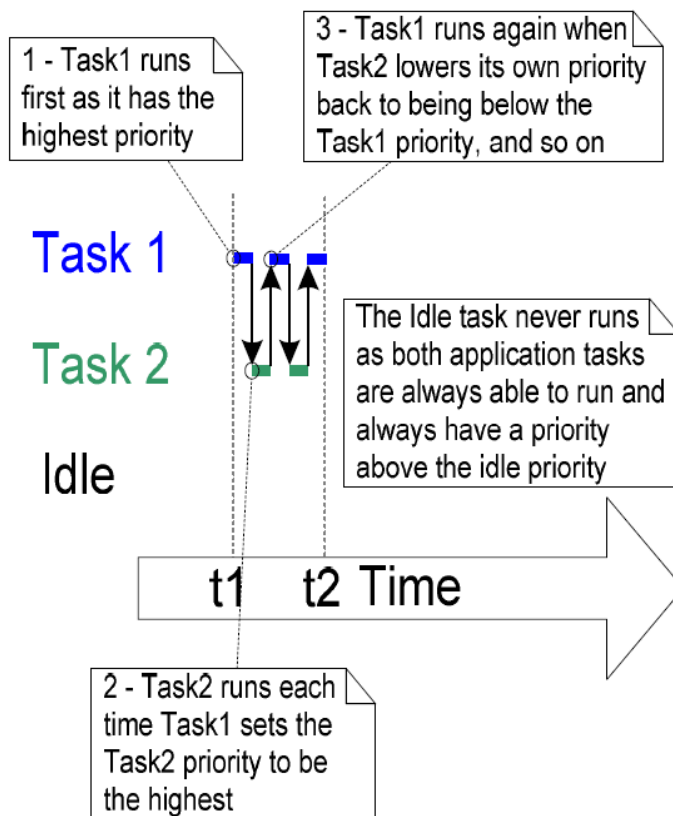 1 - Task1 runs
first as it has the
highest priority
3 - Task1 runs again when
Task2 lowers its own priority
back to being below the
Task1 priority, and so on
Task 1
Task 2
Idle
The Idle task never runs
as both application tasks
are always able to run and
always have a priority
above the idle priority
t1 t2 Time
2 - Task2 runs each
time Task1 sets the
Task2 priority to be
the highest